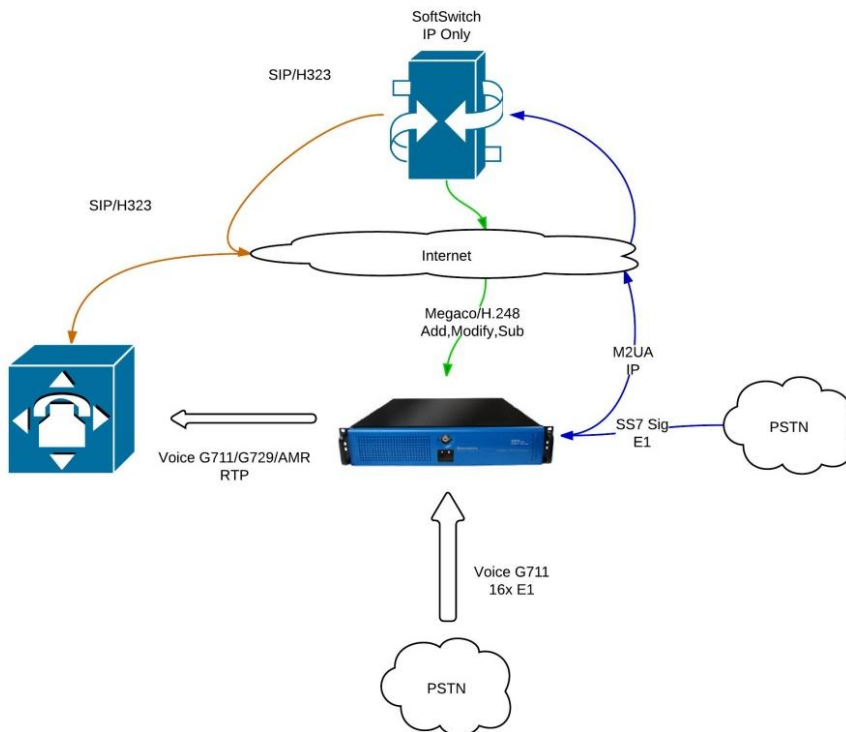 SoftSwitch
IP Only
SIP/H323
SIP/H323
Internet
Megaco/H.248
Add,Modify,Sub
M2UA
IP
SS7 Sig
E1
PSTN
Voice G711/G729/AMR
RTP
Voice G711
16x E1
PSTN